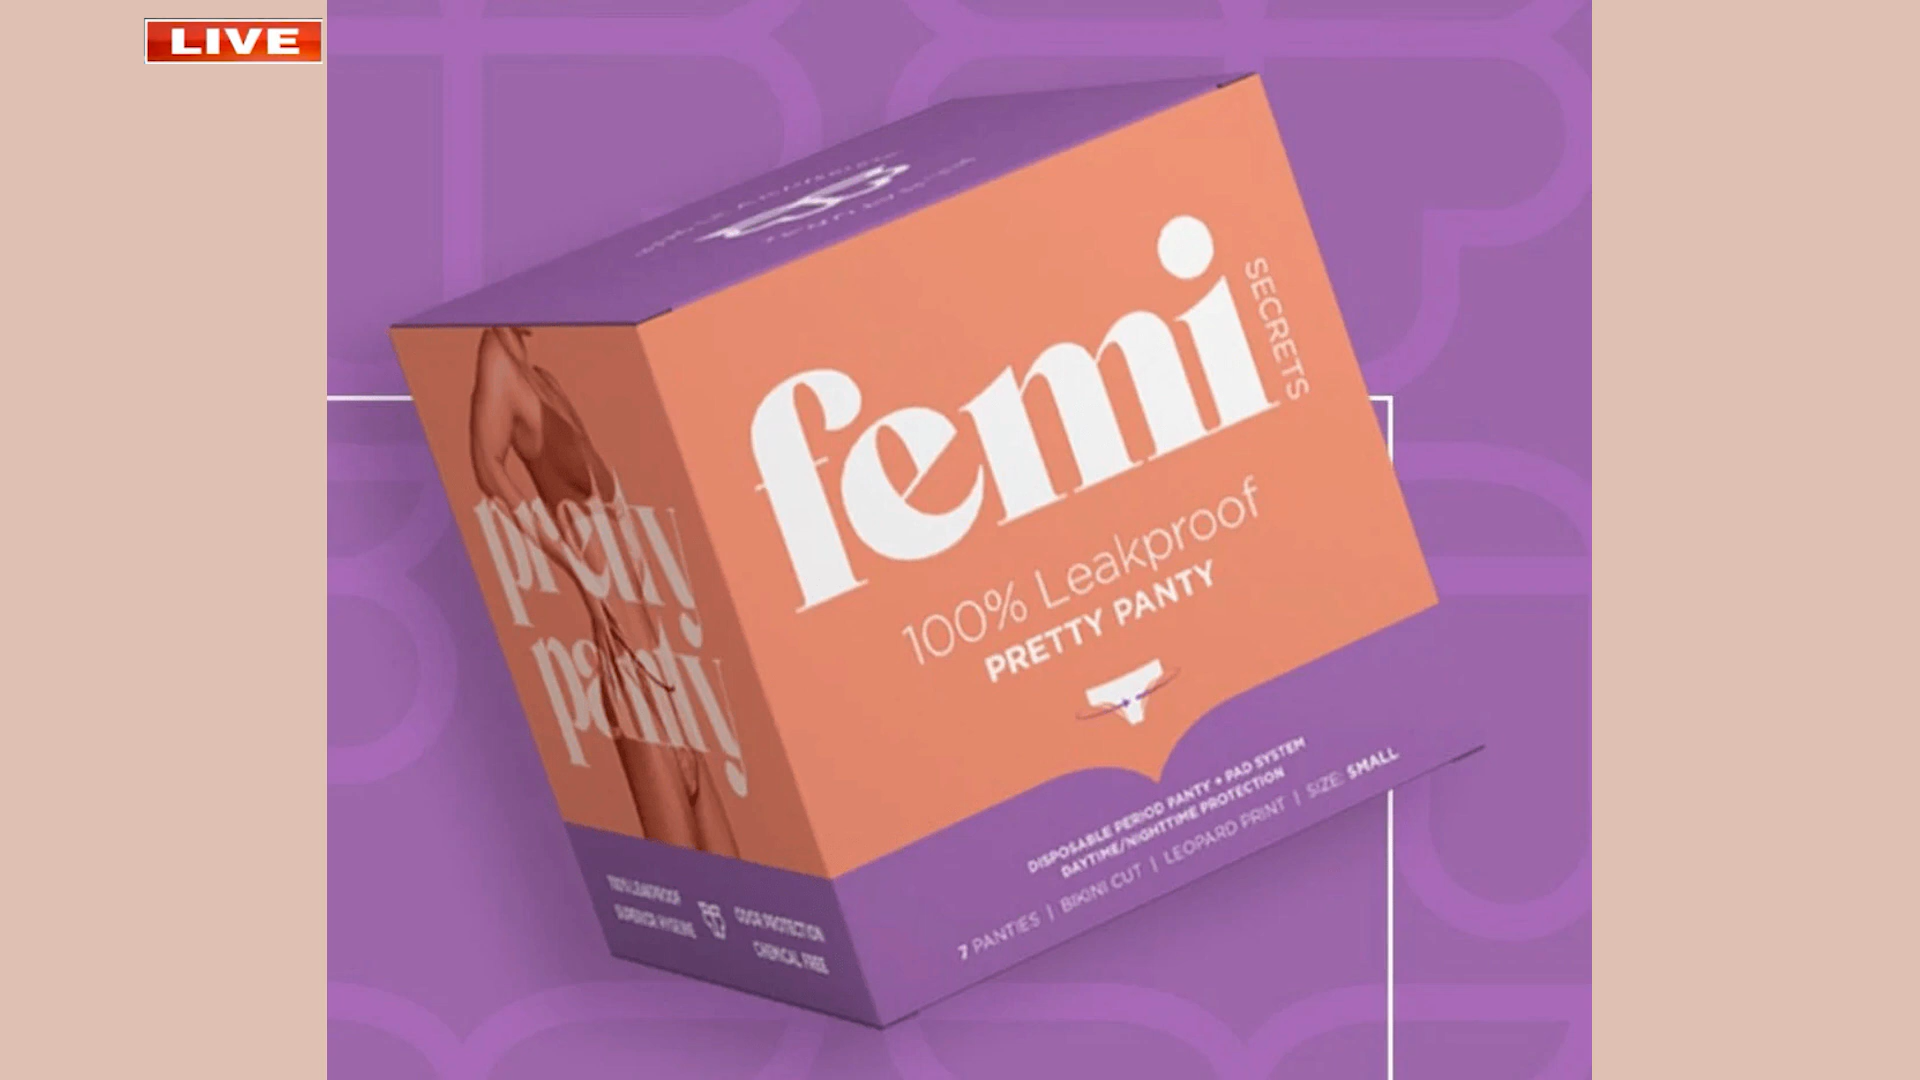 LIVE
femi
SECRETS
100% Leakproof
PRETTY PANTY
DISPOSABLE PERIOD PANTY + PAD SYSTEM
DAYTIME/NIGHTTIME PROTECTION
7 PANTIES | BIKINI CUT | LEOPARD PRINT | SIZE: SMALL
pretty
panty
100% LEAKPROOF
SUPERIOR HYGEINE
ODOR PROTECTION
CHEMICAL FREE